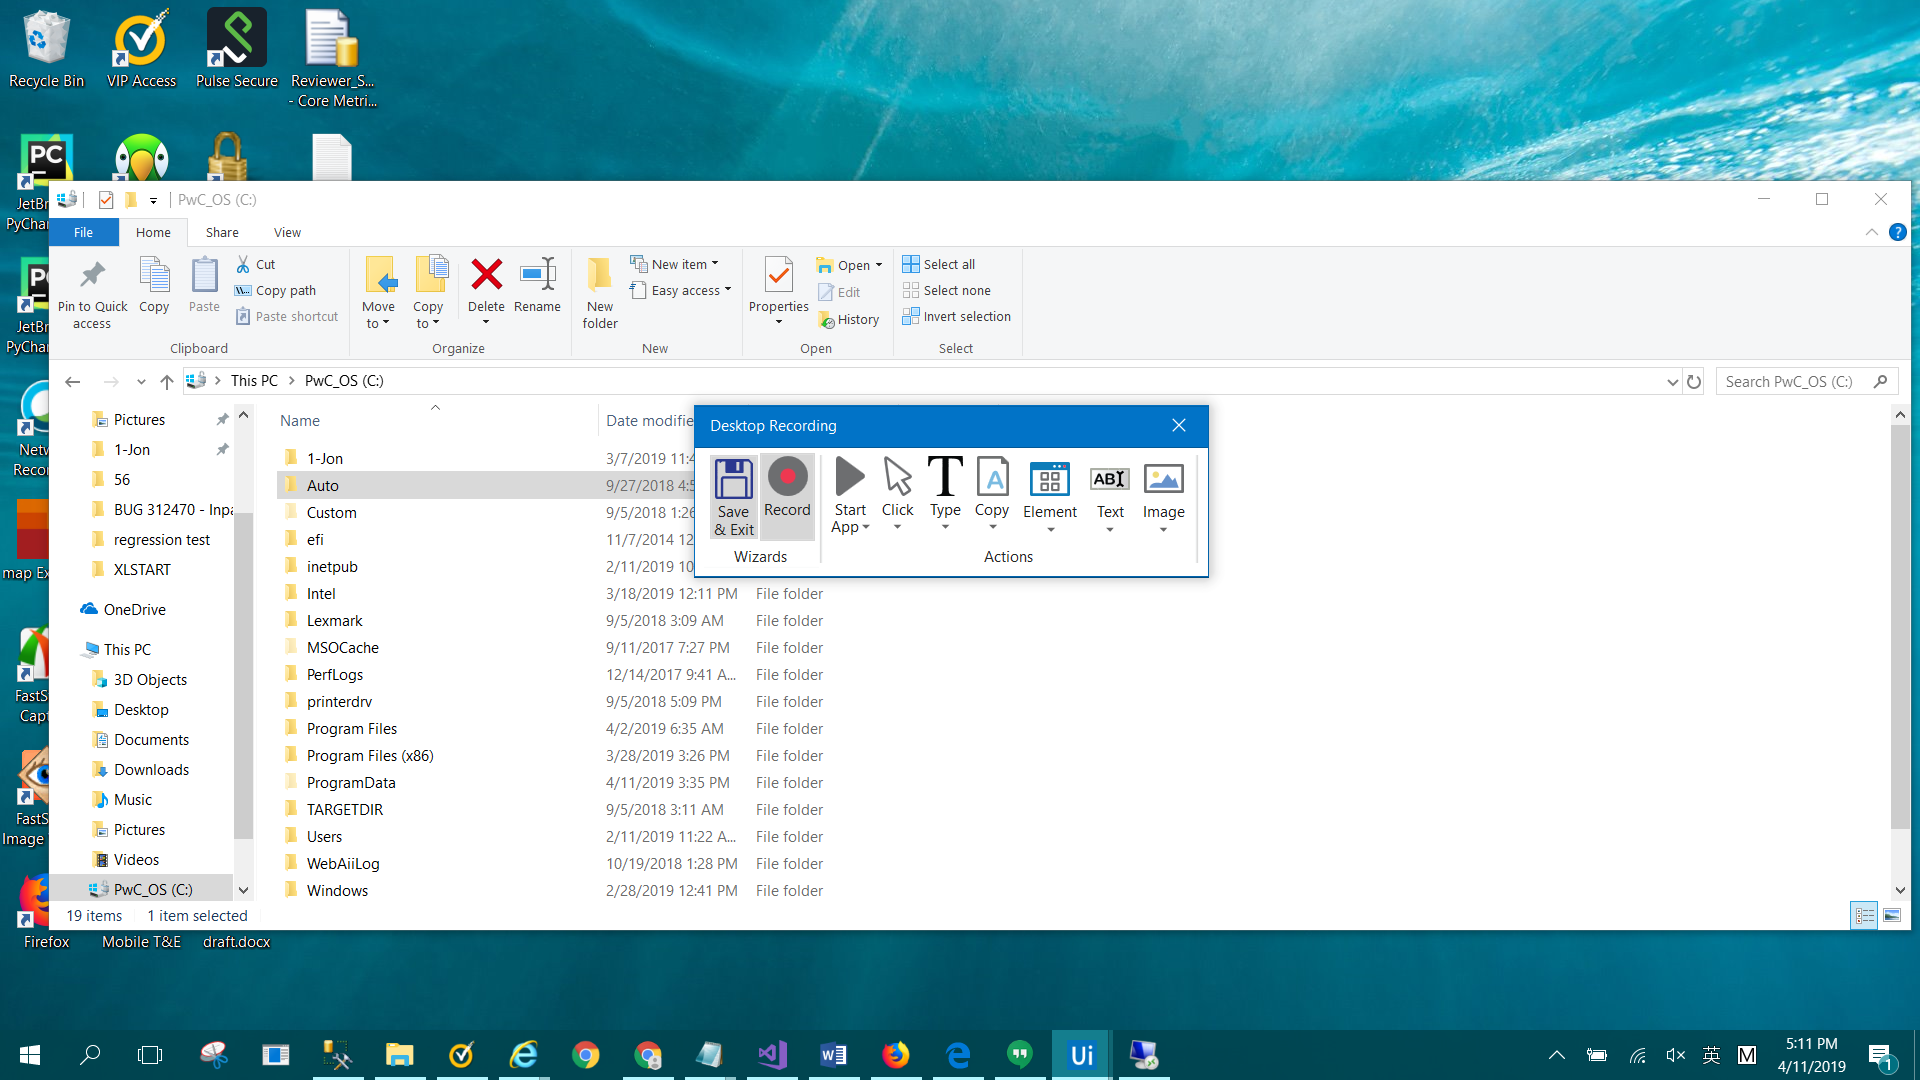 Recycle Bin
VIP Access
Pulse Secure
Reviewer_S...
- Core Metri...
PC
JetBr
PyChar
PC
JetBr
PyChar
Netw
Recor
map Ex
FastS
Capt
FastS
Image
Firefox
Mobile T&E
draft.docx
PwC_OS (C:)
File
Home
Share
View
Pin to Quick
access
Copy
Paste
Cut
Copy path
Paste shortcut
Clipboard
Move
to
Copy
to
Delete
Rename
Organize
New
folder
New item
Easy access
New
Properties
Open
Edit
History
Open
Select all
Select none
Invert selection
Select
This PC
PwC_OS (C:)
Search PwC_OS (C:)
Pictures
1-Jon
56
BUG 312470 - Inpa
regression test
XLSTART
OneDrive
This PC
3D Objects
Desktop
Documents
Downloads
Music
Pictures
Videos
PwC_OS (C:)
Name
Date modifie
1-Jon 3/7/2019 11:4
Auto 9/27/2018 4:5
Custom 9/5/2018 1:26
efi 11/7/2014 12
inetpub 2/11/2019 10
Intel 3/18/2019 12:11 PM File folder
Lexmark 9/5/2018 3:09 AM File folder
MSOCache 9/11/2017 7:27 PM File folder
PerfLogs 12/14/2017 9:41 A... File folder
printerdrv 9/5/2018 5:09 PM File folder
Program Files 4/2/2019 6:35 AM File folder
Program Files (x86) 3/28/2019 3:26 PM File folder
ProgramData 4/11/2019 3:35 PM File folder
TARGETDIR 9/5/2018 3:11 AM File folder
Users 2/11/2019 11:22 A... File folder
WebAiiLog 10/19/2018 1:28 PM File folder
Windows 2/28/2019 12:41 PM File folder
19 items
1 item selected
Desktop Recording
Save
& Exit
Record
Wizards
Start
App
Click
Type
Copy
Element
Text
Image
Actions
英
M
5:11 PM
4/11/2019
1